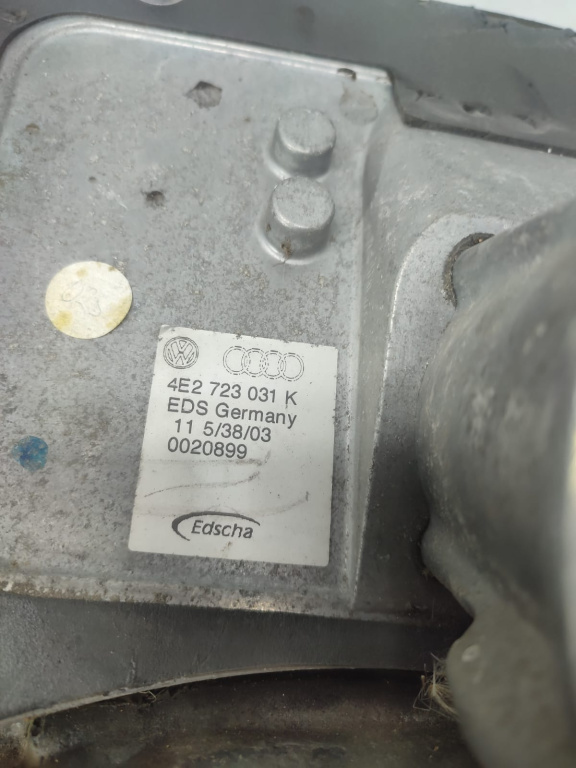 4E2 723 031 K
EDS Germany
11 5/38/03
0020899
Edscha